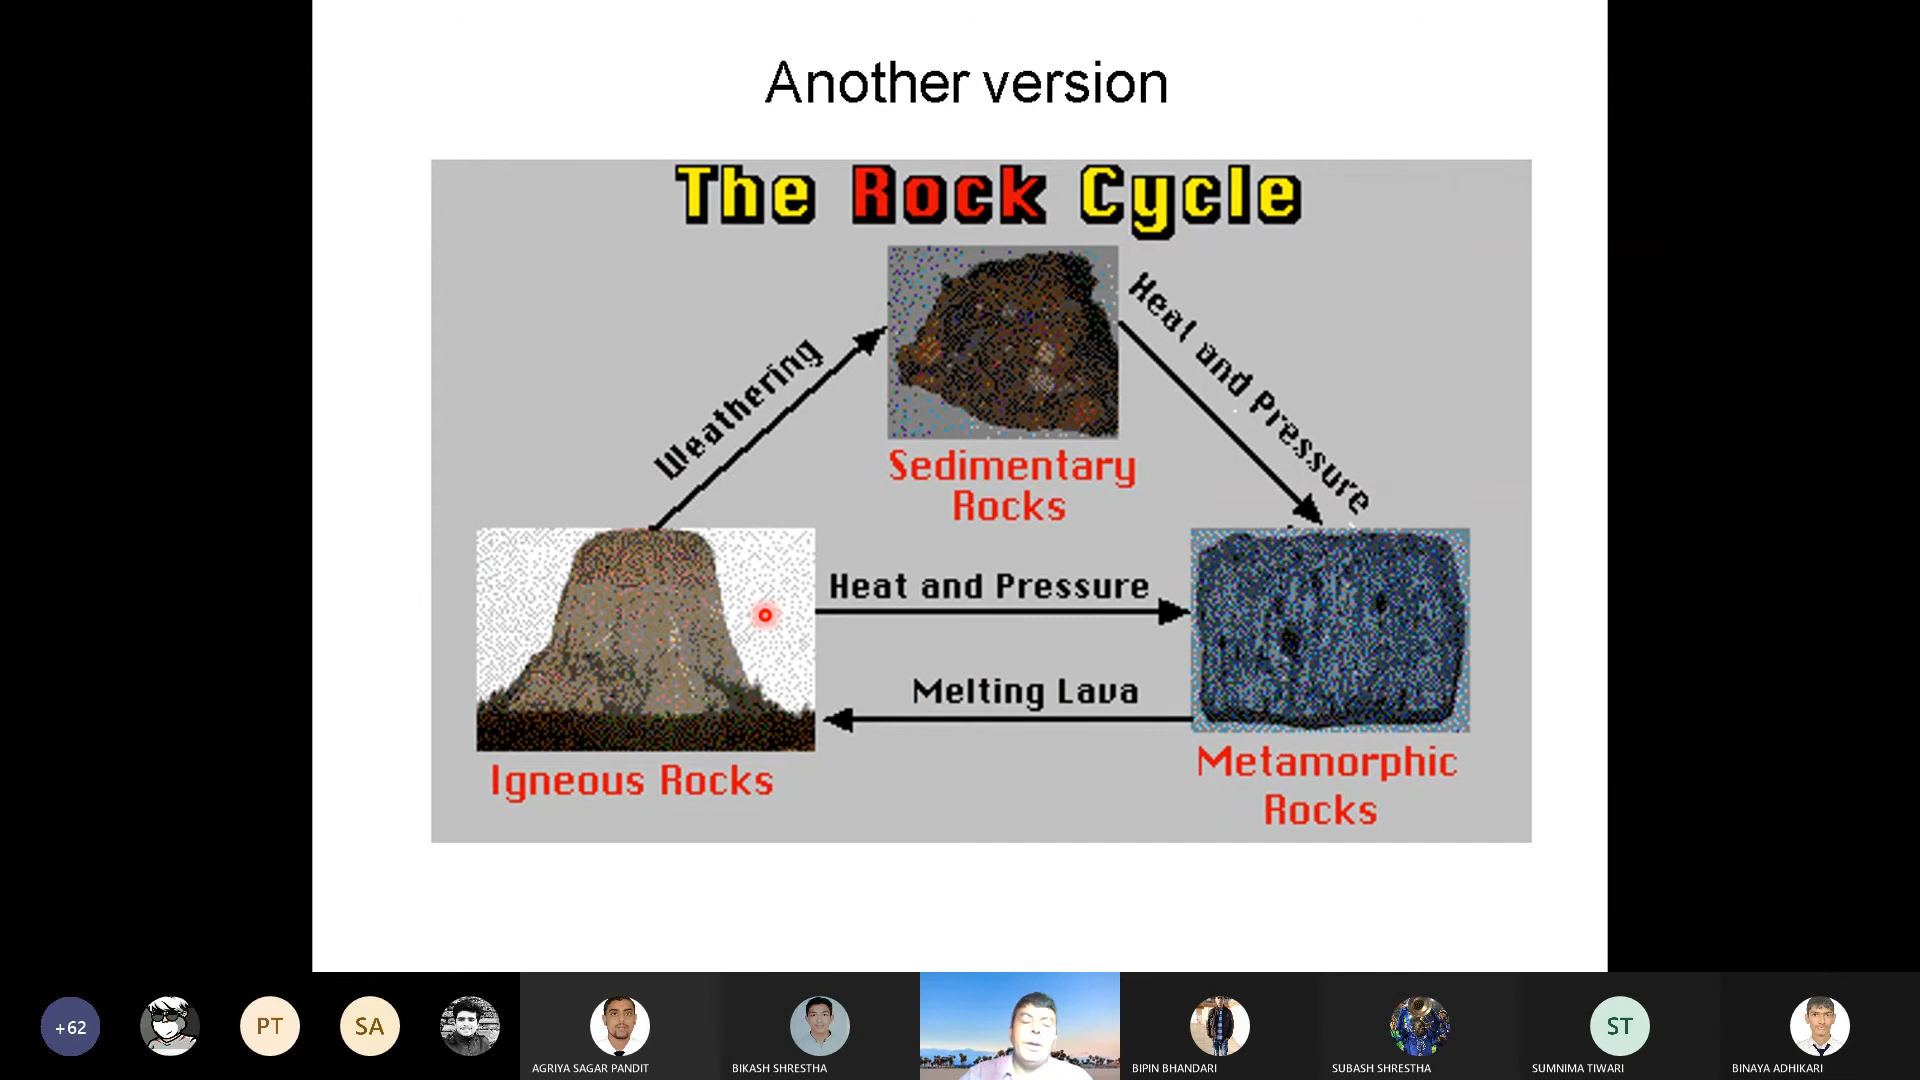 Another version
The Rock Cycle
Weathering
Heat and Pressure
Sedimentary
Rocks
Heat and Pressure
Melting Lava
Igneous Rocks
Metamorphic
Rocks
+62
PT
SA
ST
AGRIYA SAGAR PANDIT
BIKASH SHRESTHA
BIPIN BHANDARI
SUBASH SHRESTHA
SUMNIMA TIWARI
BINAYA ADHIKARI